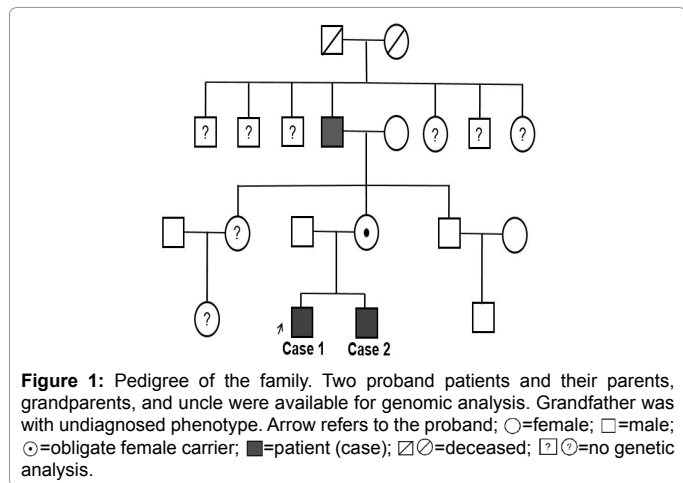 ? ? ? ? ? ?
?
?
Case 1 Case 2
Figure 1: Pedigree of the family. Two proband patients and their parents,
grandparents, and uncle were available for genomic analysis. Grandfather was
with undiagnosed phenotype. Arrow refers to the proband; ○=female; □=male;
⊙=obligate female carrier; ■=patient (case); ⧄⊘=deceased; ? ?=no genetic
analysis.